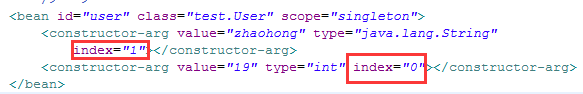 <bean id="user" class="test.User" scope="singleton">
<constructor-arg value="zhaohong" type="java.lang.String"
index="1"></constructor-arg>
<constructor-arg value="19" type="int" index="0"></constructor-arg>
</bean>